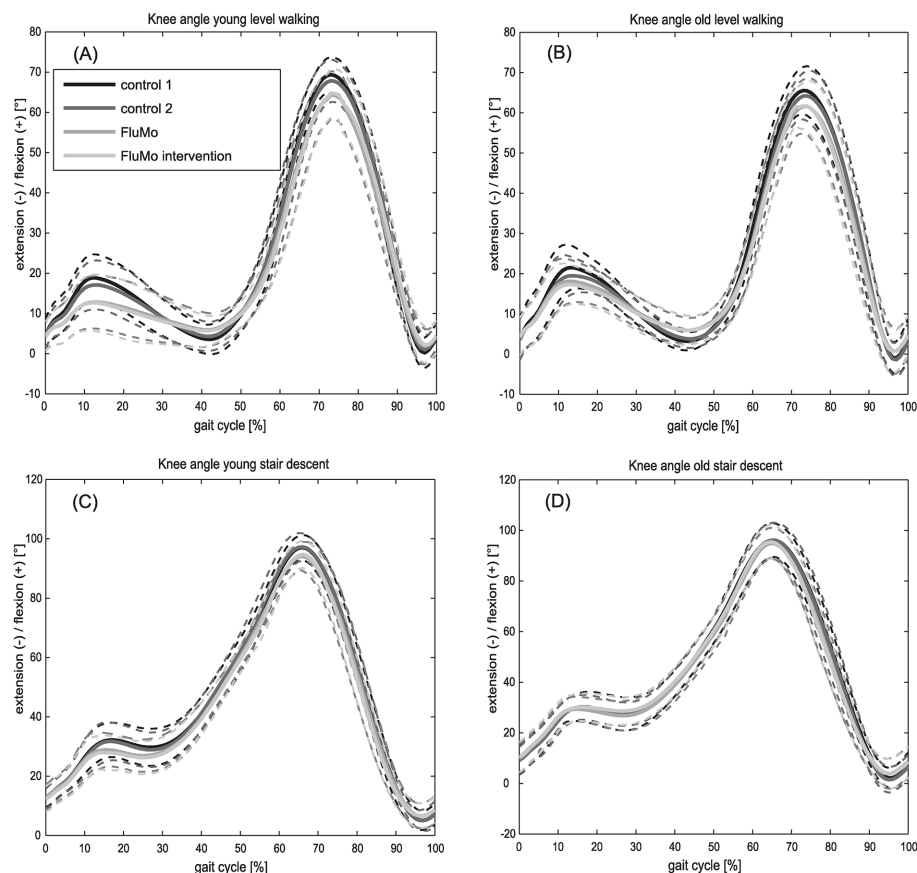 Knee angle young level walking
(A)
control 1
control 2
FluMo
FluMo intervention
extension (-) / flexion (+) [°]
80
70
60
50
40
30
20
10
0
-10
0 10 20 30 40 50 60 70 80 90 100
gait cycle [%]
Knee angle old level walking
(B)
extension (-) / flexion (+) [°]
80
70
60
50
40
30
20
10
0
-10
0 10 20 30 40 50 60 70 80 90 100
gait cycle [%]
Knee angle young stair descent
(C)
extension (-) / flexion (+) [°]
120
100
80
60
40
20
0
0 10 20 30 40 50 60 70 80 90 100
gait cycle [%]
Knee angle old stair descent
(D)
extension (-) / flexion (+) [°]
120
100
80
60
40
20
0
-20
0 10 20 30 40 50 60 70 80 90 100
gait cycle [%]